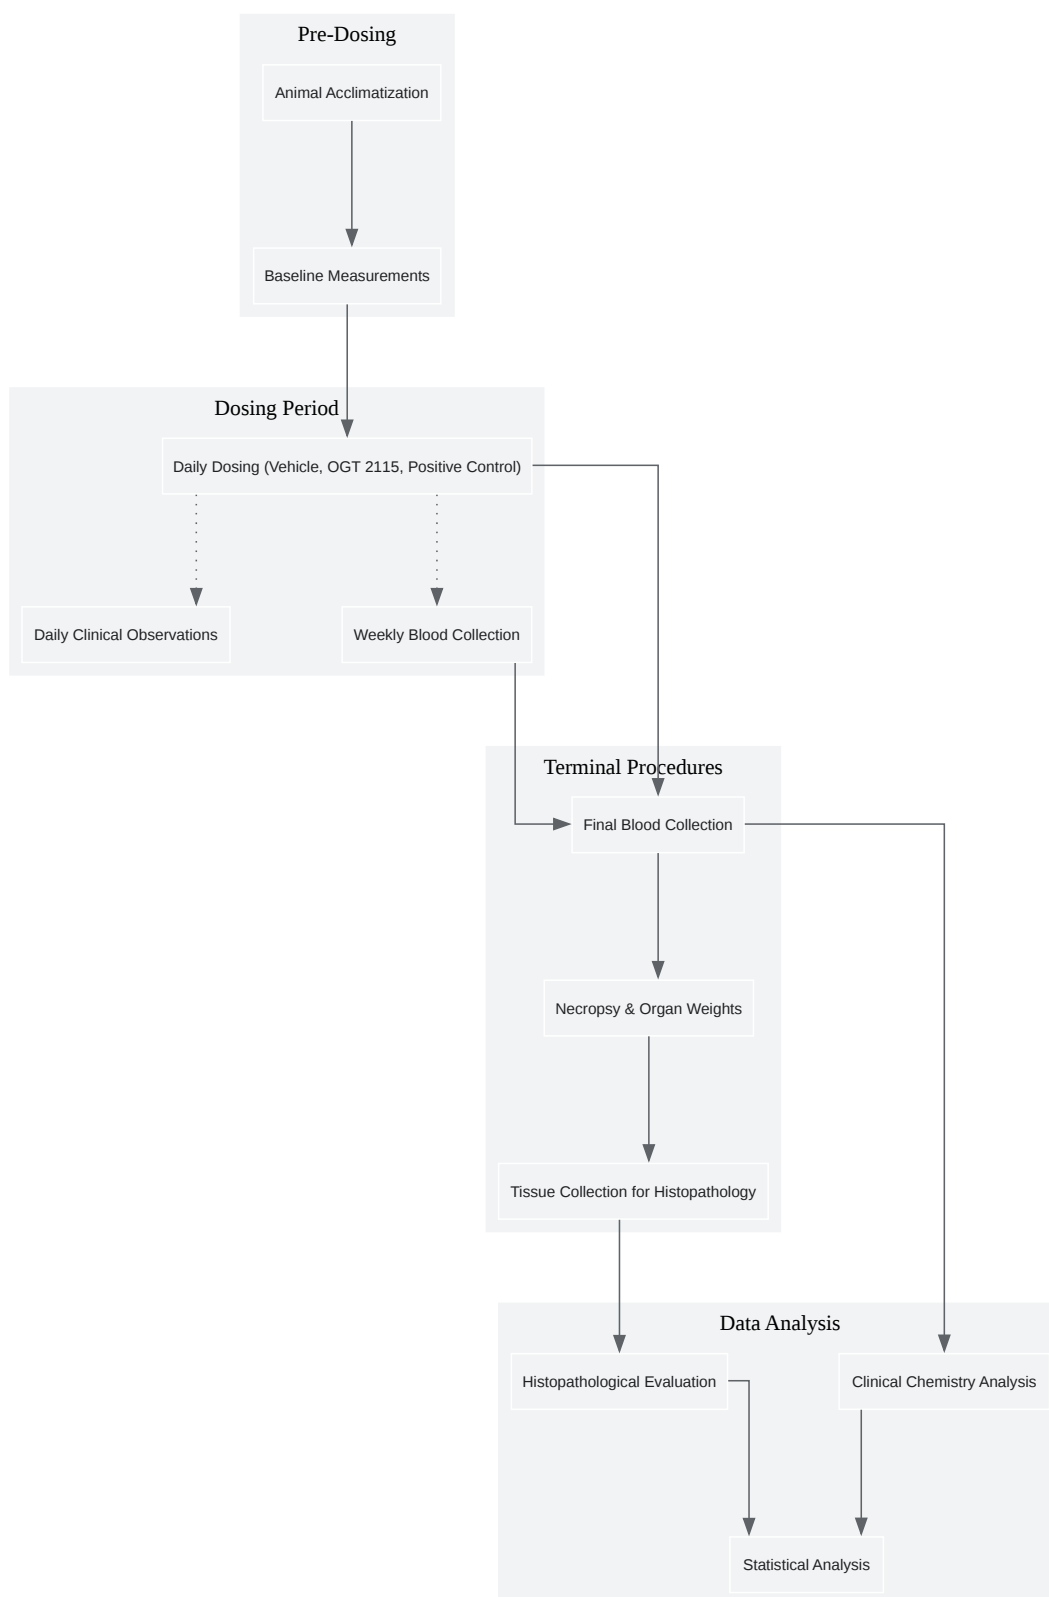 Pre-Dosing
Animal Acclimatization
Baseline Measurements
Dosing Period
Daily Dosing (Vehicle, OGT 2115, Positive Control)
Daily Clinical Observations
Weekly Blood Collection
Terminal Procedures
Final Blood Collection
Necropsy & Organ Weights
Tissue Collection for Histopathology
Data Analysis
Histopathological Evaluation
Clinical Chemistry Analysis
Statistical Analysis